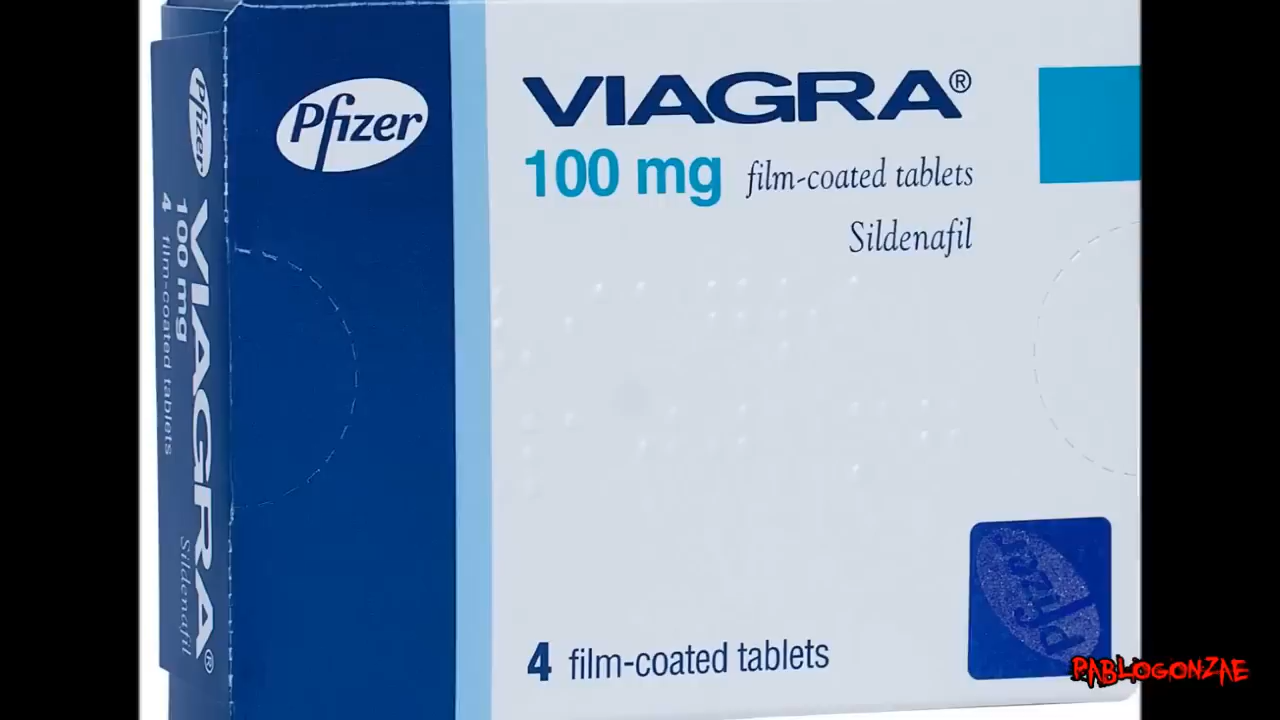 Pfizer
VIAGRA®
100 mg film-coated tablets
Sildenafil
4 film-coated tablets
Pfizer
Pfizer
VIAGRA®
Sildenafil
100 mg
4 film-coated tablets
PABLOGONZAE